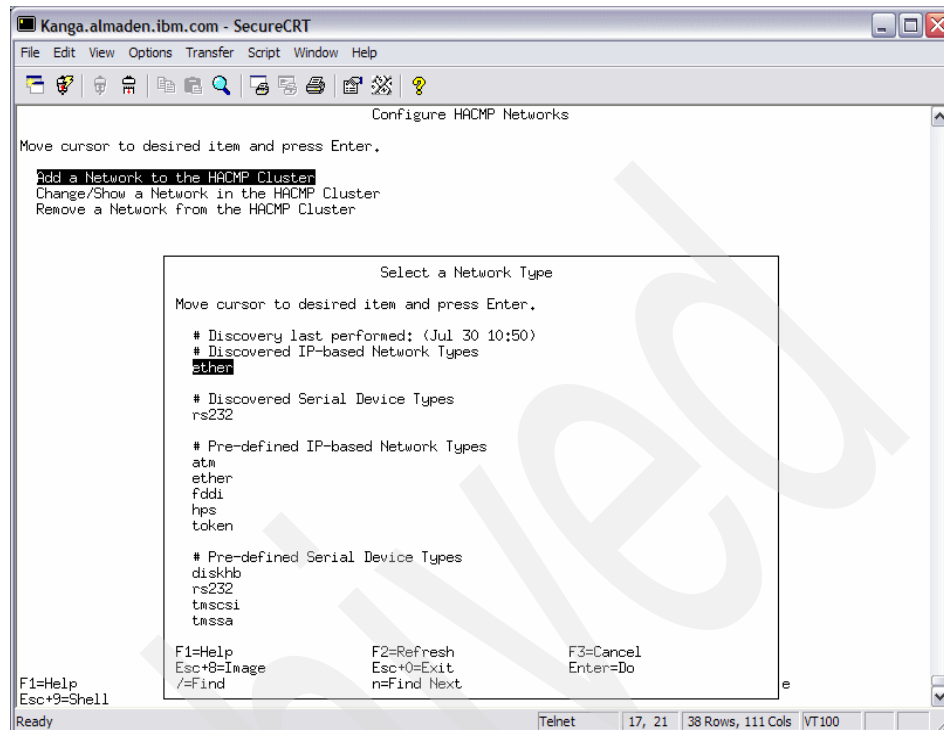 Kanga.almaden.ibm.com - SecureCRT
File Edit View Options Transfer Script Window Help
Configure HACMP Networks
Move cursor to desired item and press Enter.
Add a Network to the HACMP Cluster
Change/Show a Network in the HACMP Cluster
Remove a Network from the HACMP Cluster
Select a Network Type
Move cursor to desired item and press Enter.
# Discovery last performed: (Jul 30 10:50)
# Discovered IP-based Network Types
ether
# Discovered Serial Device Types
rs232
# Pre-defined IP-based Network Types
atm
ether
fddi
hps
token
# Pre-defined Serial Device Types
diskhb
rs232
tmscsi
tmssa
F1=Help F2=Refresh F3=Cancel
Esc+8=Image Esc+0=Exit Enter=Do
F1=Help /=Find n=Find Next e
Esc+9=Shell
Ready Telnet 17, 21 38 Rows, 111 Cols VT100